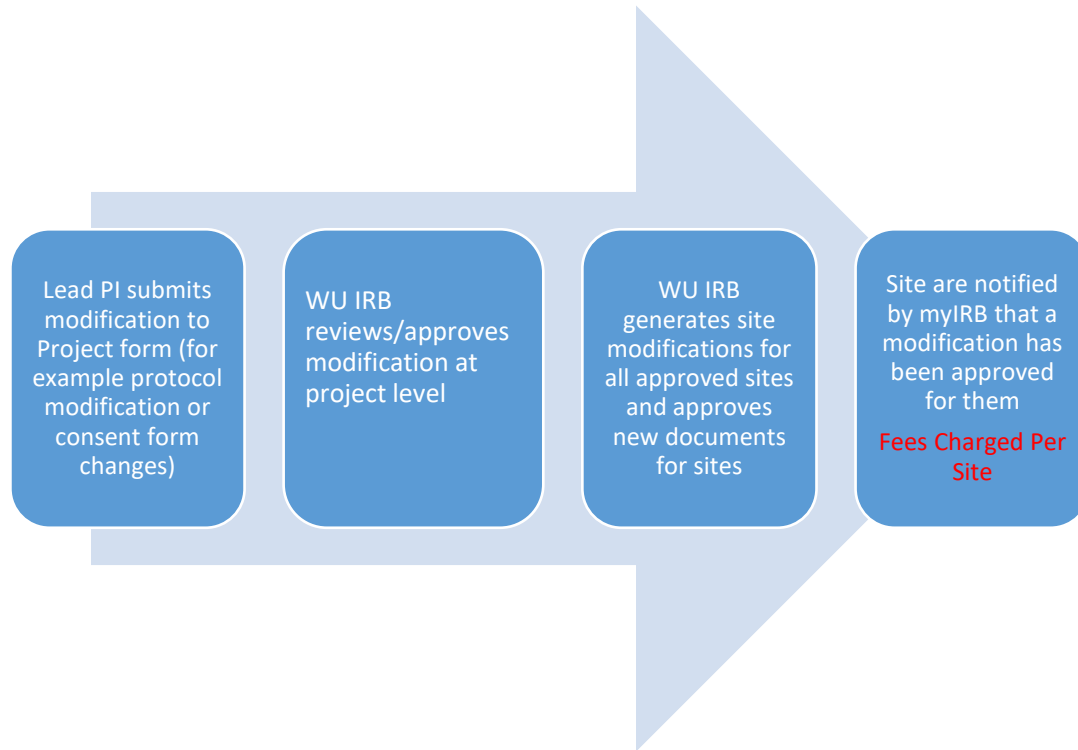 Lead PI submits
modification to
Project form (for
example protocol
modification or
consent form
changes)
WU IRB
reviews/approves
modification at
project level
WU IRB
generates site
modifications for
all approved sites
and approves
new documents
for sites
Site are notified
by myIRB that a
modification has
been approved
for them
Fees Charged Per
Site